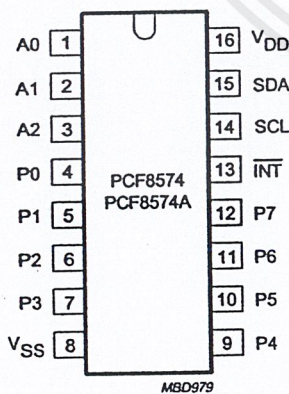 A0 1 16 VDD
A1 2 15 SDA
A2 3 14 SCL
P0 4 13 INT
PCF8574
PCF8574A
P1 5 12 P7
P2 6 11 P6
P3 7 10 P5
VSS 8 9 P4
MBD979